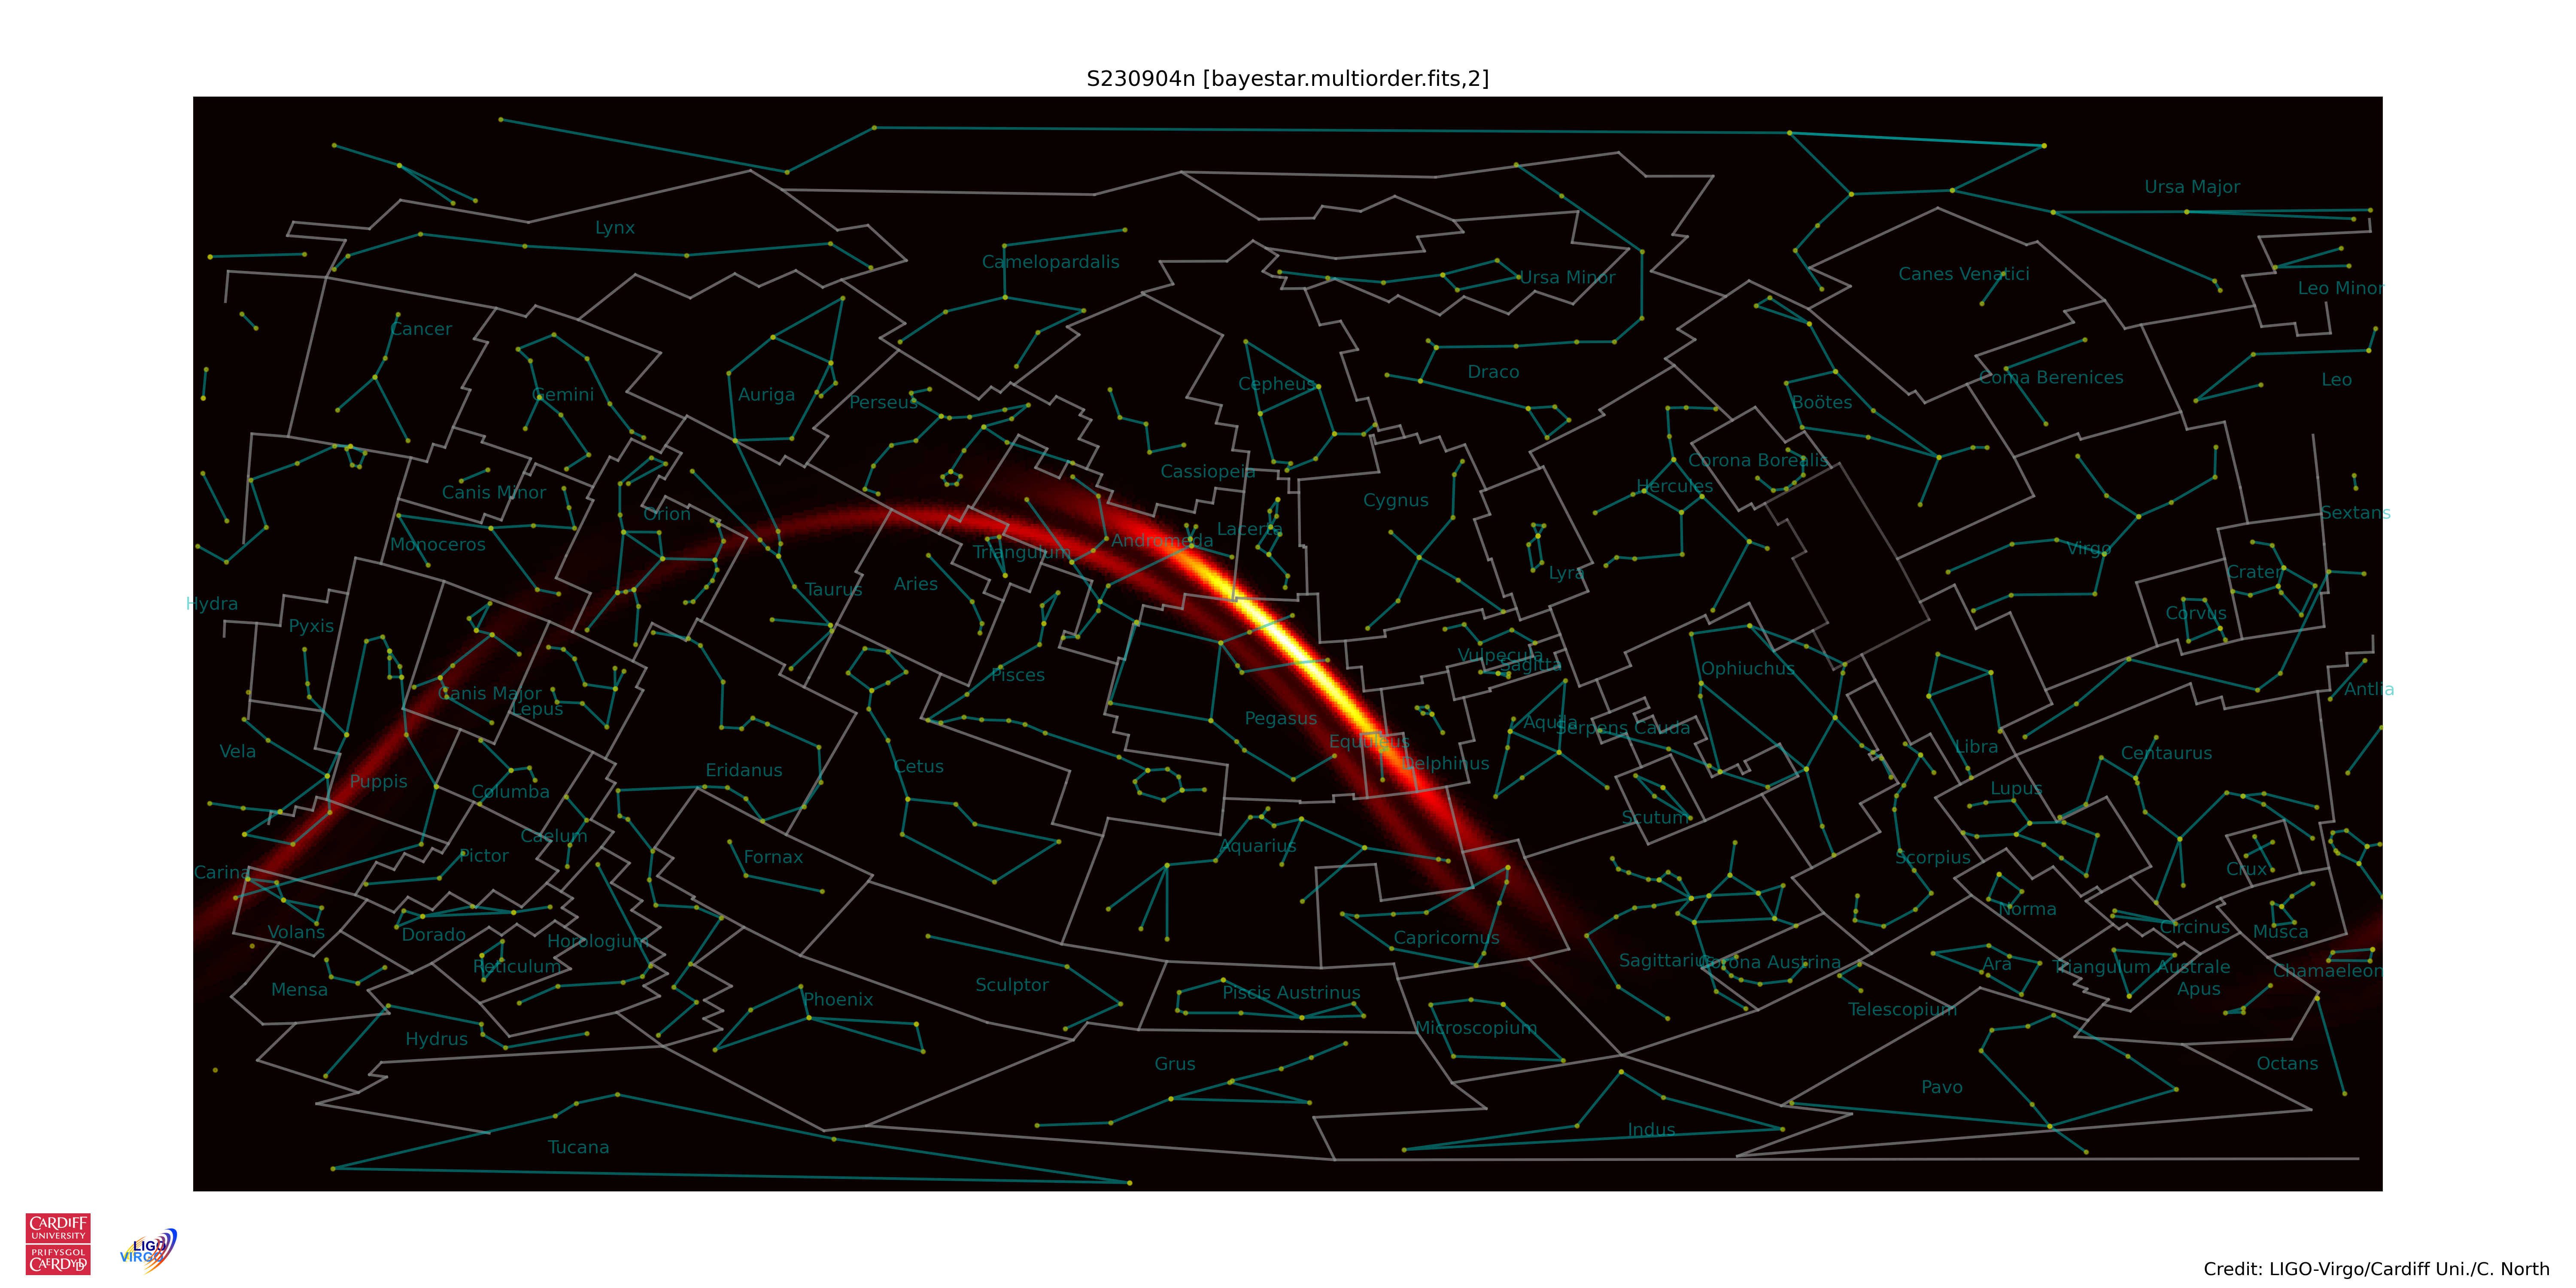 S230904n [bayestar.multiorder.fits,2]
Ursa Major
Lynx
Camelopardalis
Ursa Minor
Canes Venatici
Leo Minor
Cancer
Gemini
Auriga
Perseus
Cepheus
Draco
Boötes
Coma Berenices
Leo
Canis Minor
Orion
Cassiopeia
Cygnus
Hercules
Corona Borealis
Sextans
Monoceros
Triangulum
Andromeda
Lacerta
Lyra
Virgo
Crater
Hydra
Pyxis
Taurus
Aries
Corvus
Canis Major
Lepus
Pisces
Vulpecula
Sagitta
Ophiuchus
Antlia
Vela
Puppis
Columba
Eridanus
Cetus
Pegasus
Equuleus
Delphinus
Aquila
Serpens Cauda
Libra
Centaurus
Lupus
Carina
Pictor
Caelum
Fornax
Aquarius
Scutum
Scorpius
Crux
Volans
Dorado
Horologium
Reticulum
Capricornus
Sagittarius
Corona Austrina
Norma
Ara
Circinus
Musca
Triangulum Australe
Chamaeleon
Mensa
Phoenix
Sculptor
Piscis Austrinus
Microscopium
Telescopium
Apus
Hydrus
Grus
Pavo
Octans
Tucana
Indus
CARDIFF
UNIVERSITY
PRIFYSGOL
CAERDYDD
LIGO
VIRGO
Credit: LIGO-Virgo/Cardiff Uni./C. North